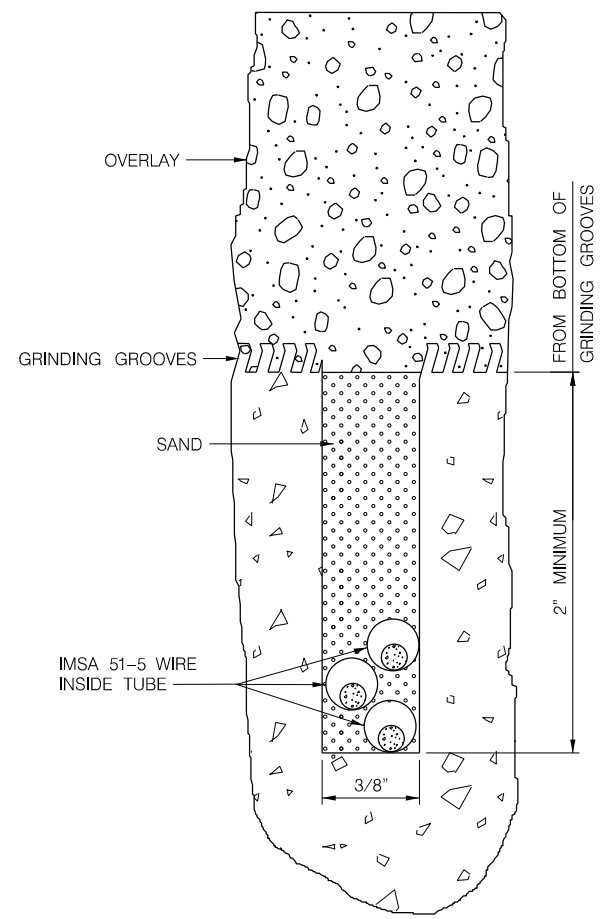 OVERLAY
FROM BOTTOM OF
GRINDING GROOVES
GRINDING GROOVES
SAND
2" MINIMUM
IMSA 51-5 WIRE
INSIDE TUBE
3/8"